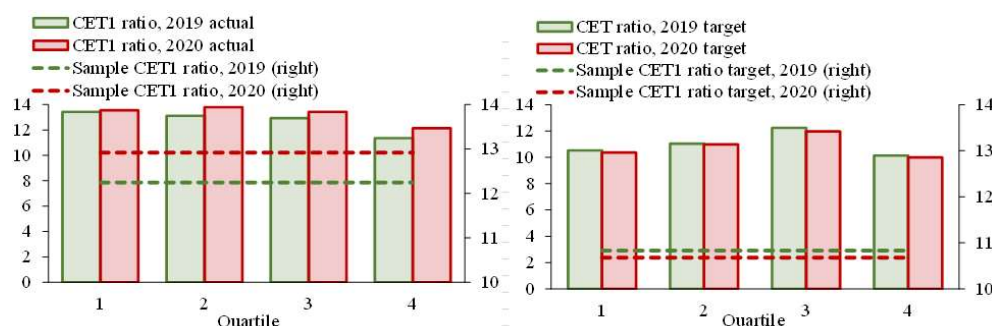 CET1 ratio, 2019 actual
CET1 ratio, 2020 actual
Sample CET1 ratio, 2019 (right)
Sample CET1 ratio, 2020 (right)
14
12
10
8
6
4
2
0
14
13
12
11
10
1 2 3 4
Quartile
CET ratio, 2019 target
CET ratio, 2020 target
Sample CET1 ratio target, 2019 (right)
Sample CET1 ratio target, 2020 (right)
14
12
10
8
6
4
2
0
14
13
12
11
10
1 2 3 4
Quartile